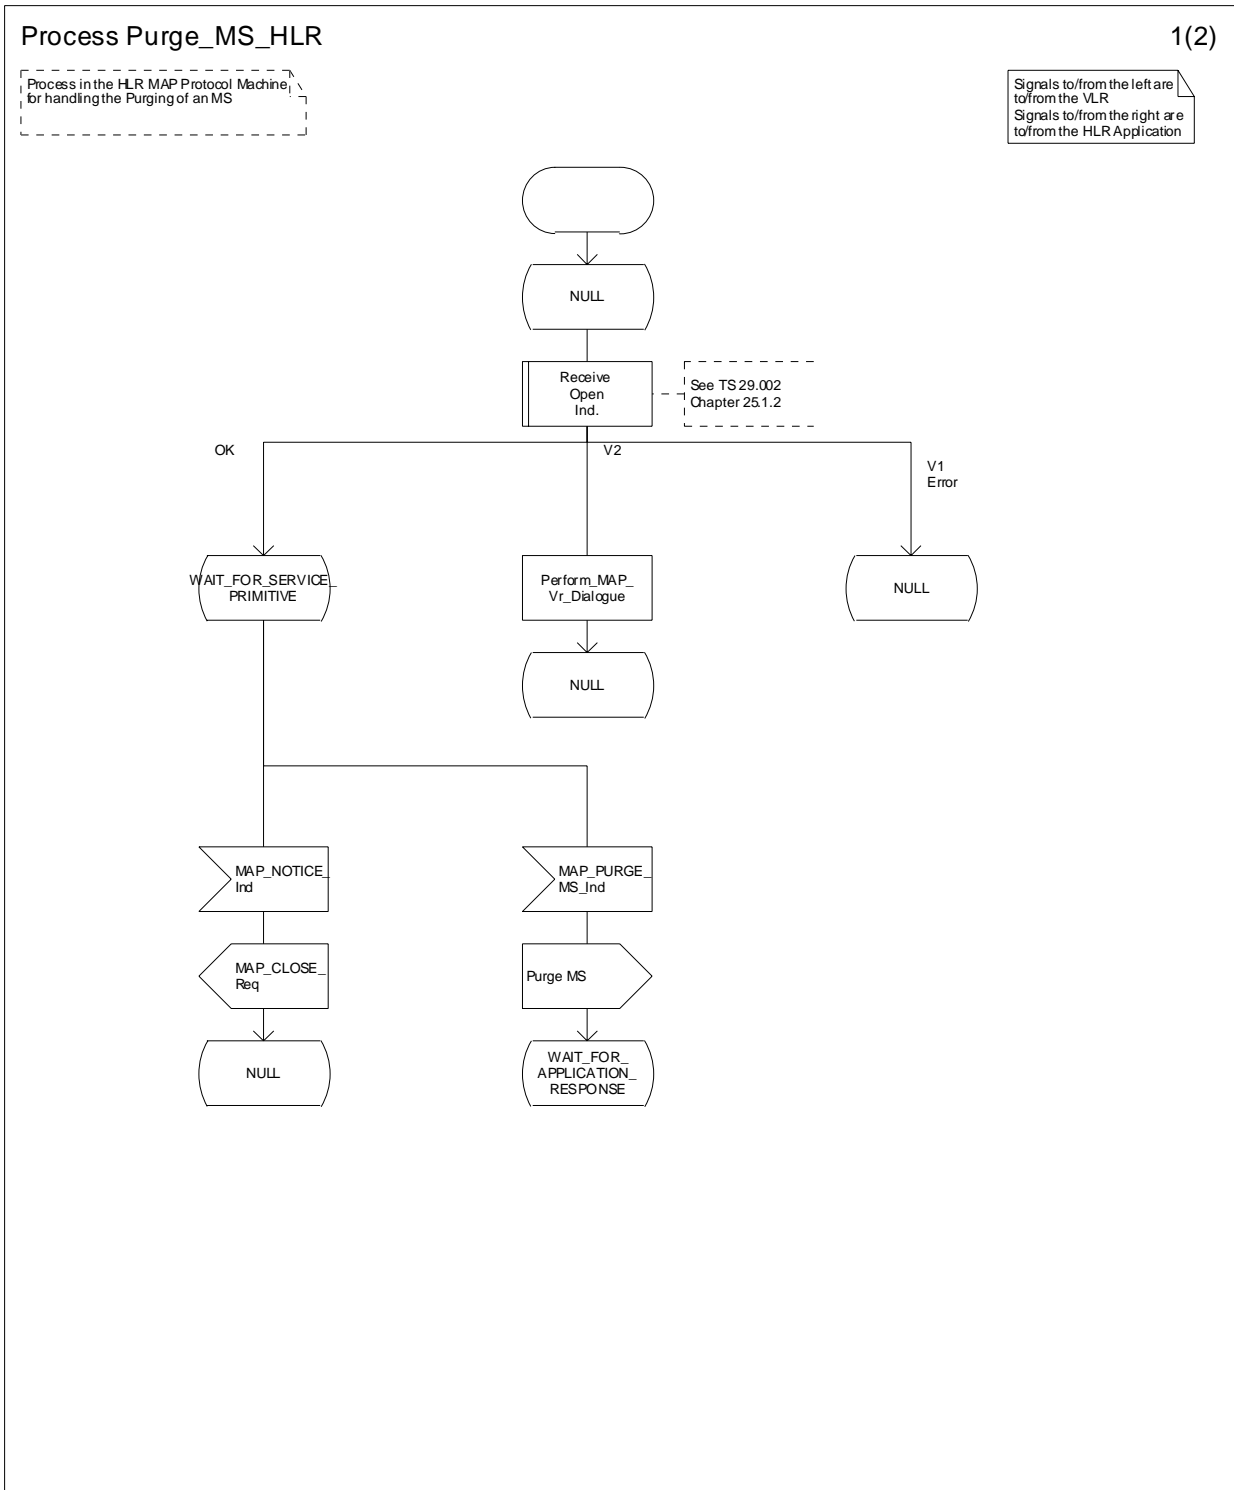 Process Purge_MS_HLR
1(2)
Process in the HLR MAP Protocol Machine
for handling the Purging of an MS
Signals to/from the left are
to/from the VLR
Signals to/from the right are
to/from the HLR Application
NULL
Receive
Open
Ind.
See TS 29.002
Chapter 25.1.2
OK
V2
V1
Error
WAIT_FOR_SERVICE_
PRIMITIVE
Perform_MAP_
Vr_Dialogue
NULL
NULL
MAP_NOTICE_
Ind
MAP_PURGE_
MS_Ind
MAP_CLOSE_
Req
Purge MS
NULL
WAIT_FOR_
APPLICATION_
RESPONSE